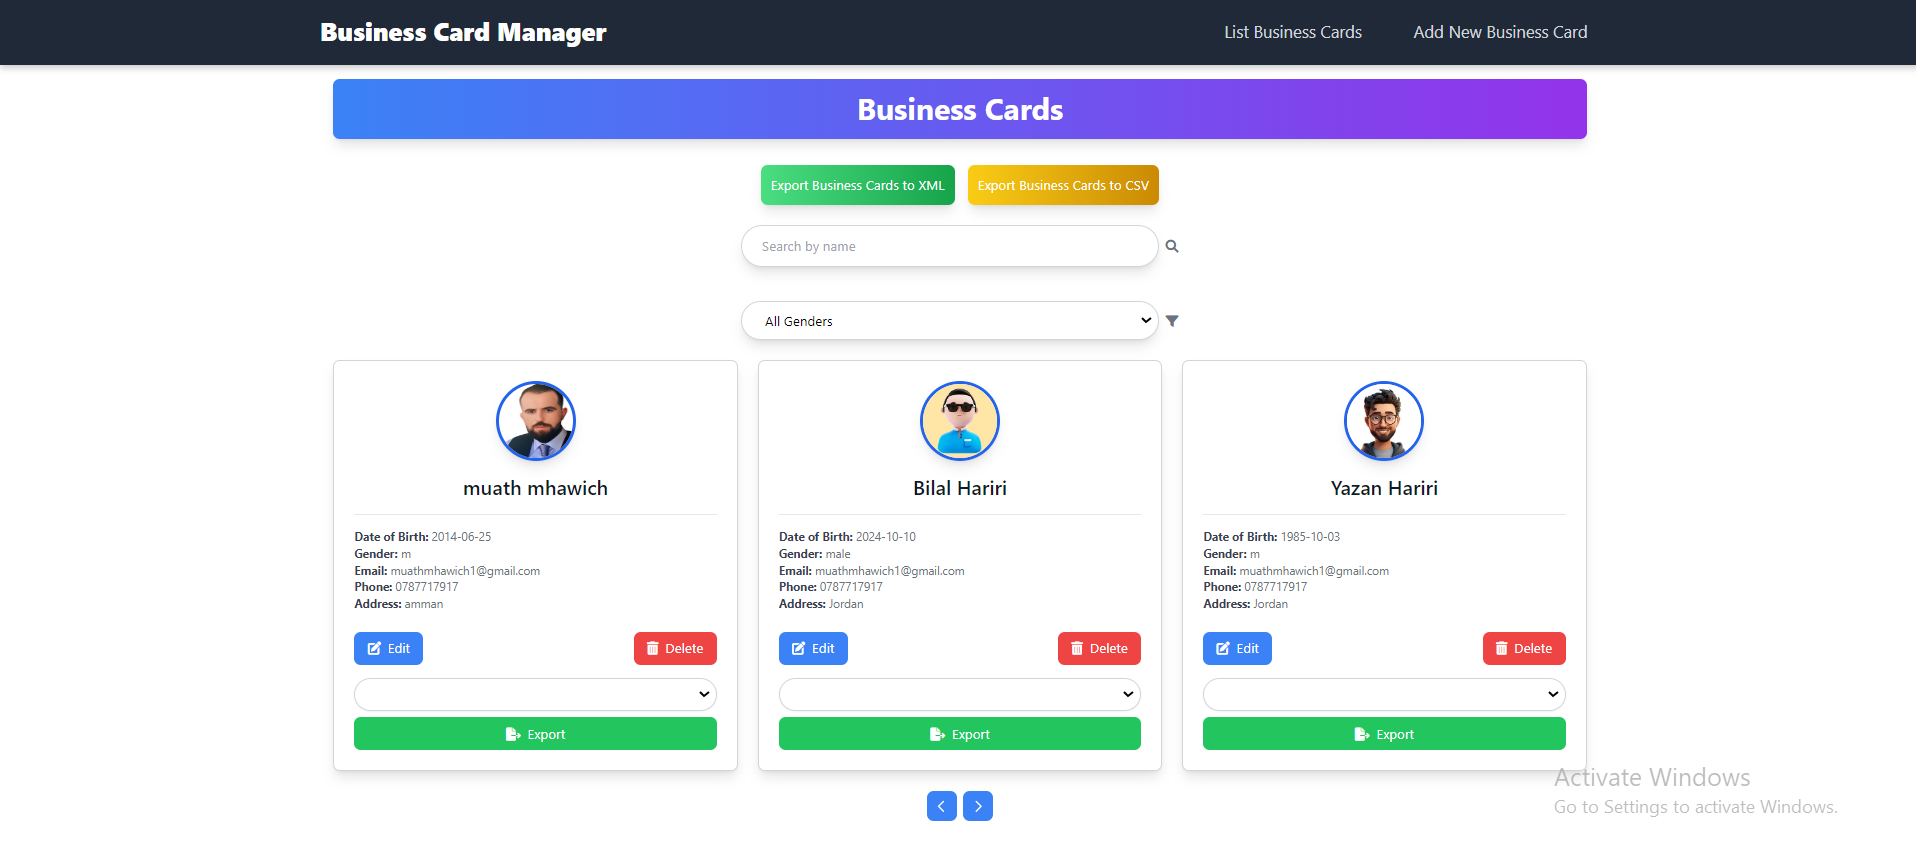 Business Card Manager
List Business Cards
Add New Business Card
Business Cards
Export Business Cards to XML
Export Business Cards to CSV
Search by name
All Genders
muath mhawich
Date of Birth: 2014-06-25
Gender: m
Email: muathmhawich1@gmail.com
Phone: 0787717917
Address: amman
Edit
Delete
Export
Bilal Hariri
Date of Birth: 2024-10-10
Gender: male
Email: muathmhawich1@gmail.com
Phone: 0787717917
Address: Jordan
Edit
Delete
Export
Yazan Hariri
Date of Birth: 1985-10-03
Gender: m
Email: muathmhawich1@gmail.com
Phone: 0787717917
Address: Jordan
Edit
Delete
Export
Activate Windows
Go to Settings to activate Windows.